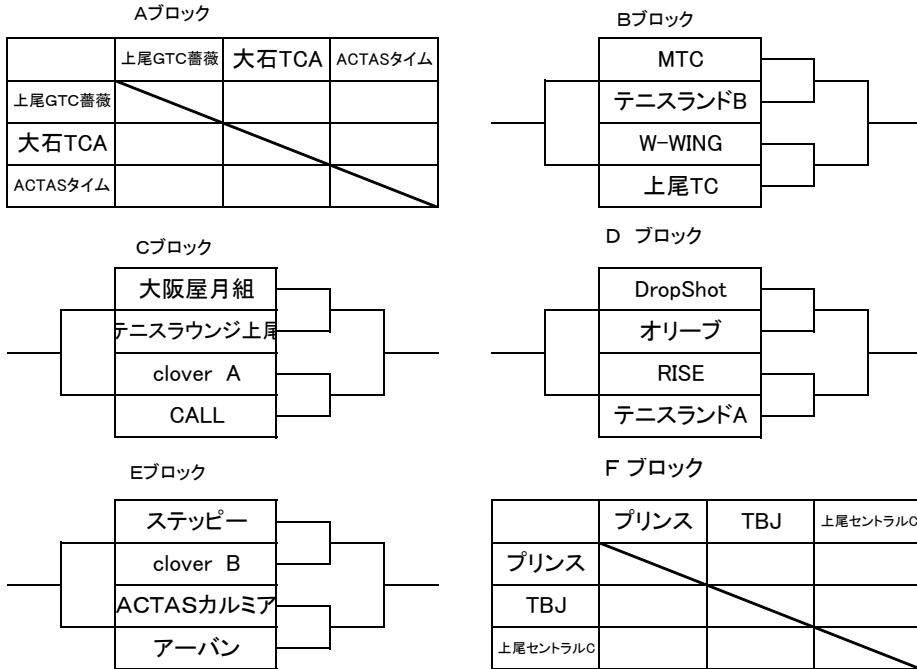 Aブロック
上尾GTC薔薇 大石TCA ACTASタイム
上尾GTC薔薇
大石TCA
ACTASタイム
Bブロック
MTC
テニスランドB
W-WING
上尾TC
Cブロック
大阪屋月組
テニスラウンジ上尾
clover A
CALL
D ブロック
DropShot
オリーブ
RISE
テニスランドA
Eブロック
ステッピー
clover B
ACTASカルミア
アーバン
F ブロック
プリンス TBJ 上尾セントラルC
プリンス
TBJ
上尾セントラルC